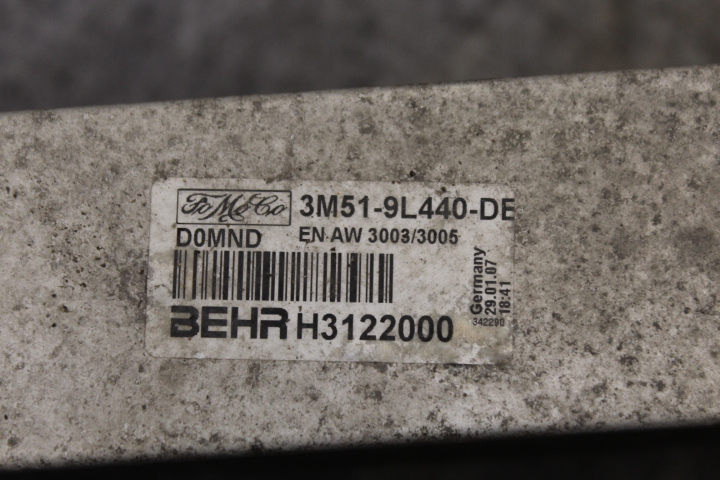 FoMoCo 3M51-9L440-DE
D0MND EN AW 3003/3005
BEHR H3122000
Germany
29.01.07
18:41
342290